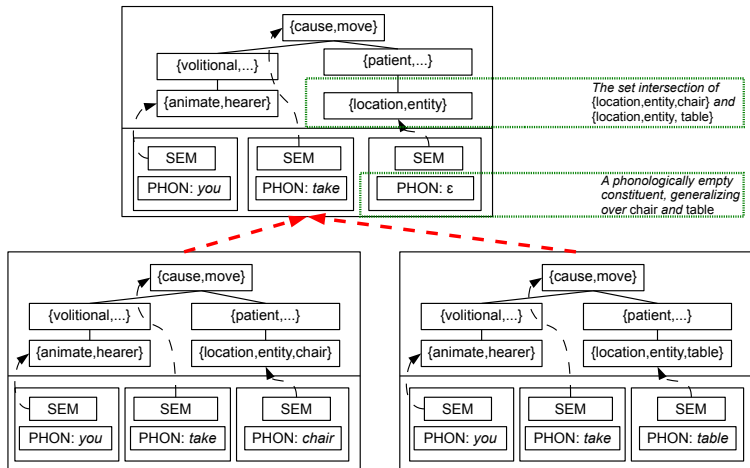 {cause,move}
{volitional,...}
{patient,...}
{animate,hearer}
{location,entity}
The set intersection of
{location,entity,chair} and
{location,entity, table}
SEM
SEM
SEM
PHON: you
PHON: take
PHON: ε
A phonologically empty
constituent, generalizing
over chair and table
{cause,move}
{volitional,...}
{patient,...}
{animate,hearer}
{location,entity,chair}
SEM
SEM
SEM
PHON: you
PHON: take
PHON: chair
{cause,move}
{volitional,...}
{patient,...}
{animate,hearer}
{location,entity,table}
SEM
SEM
SEM
PHON: you
PHON: take
PHON: table